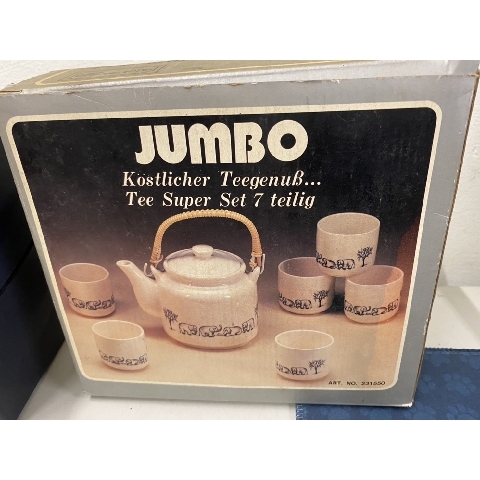 JUMBO
Köstlicher Teegenuß...
Tee Super Set 7 teilig
ART. NO. 231550